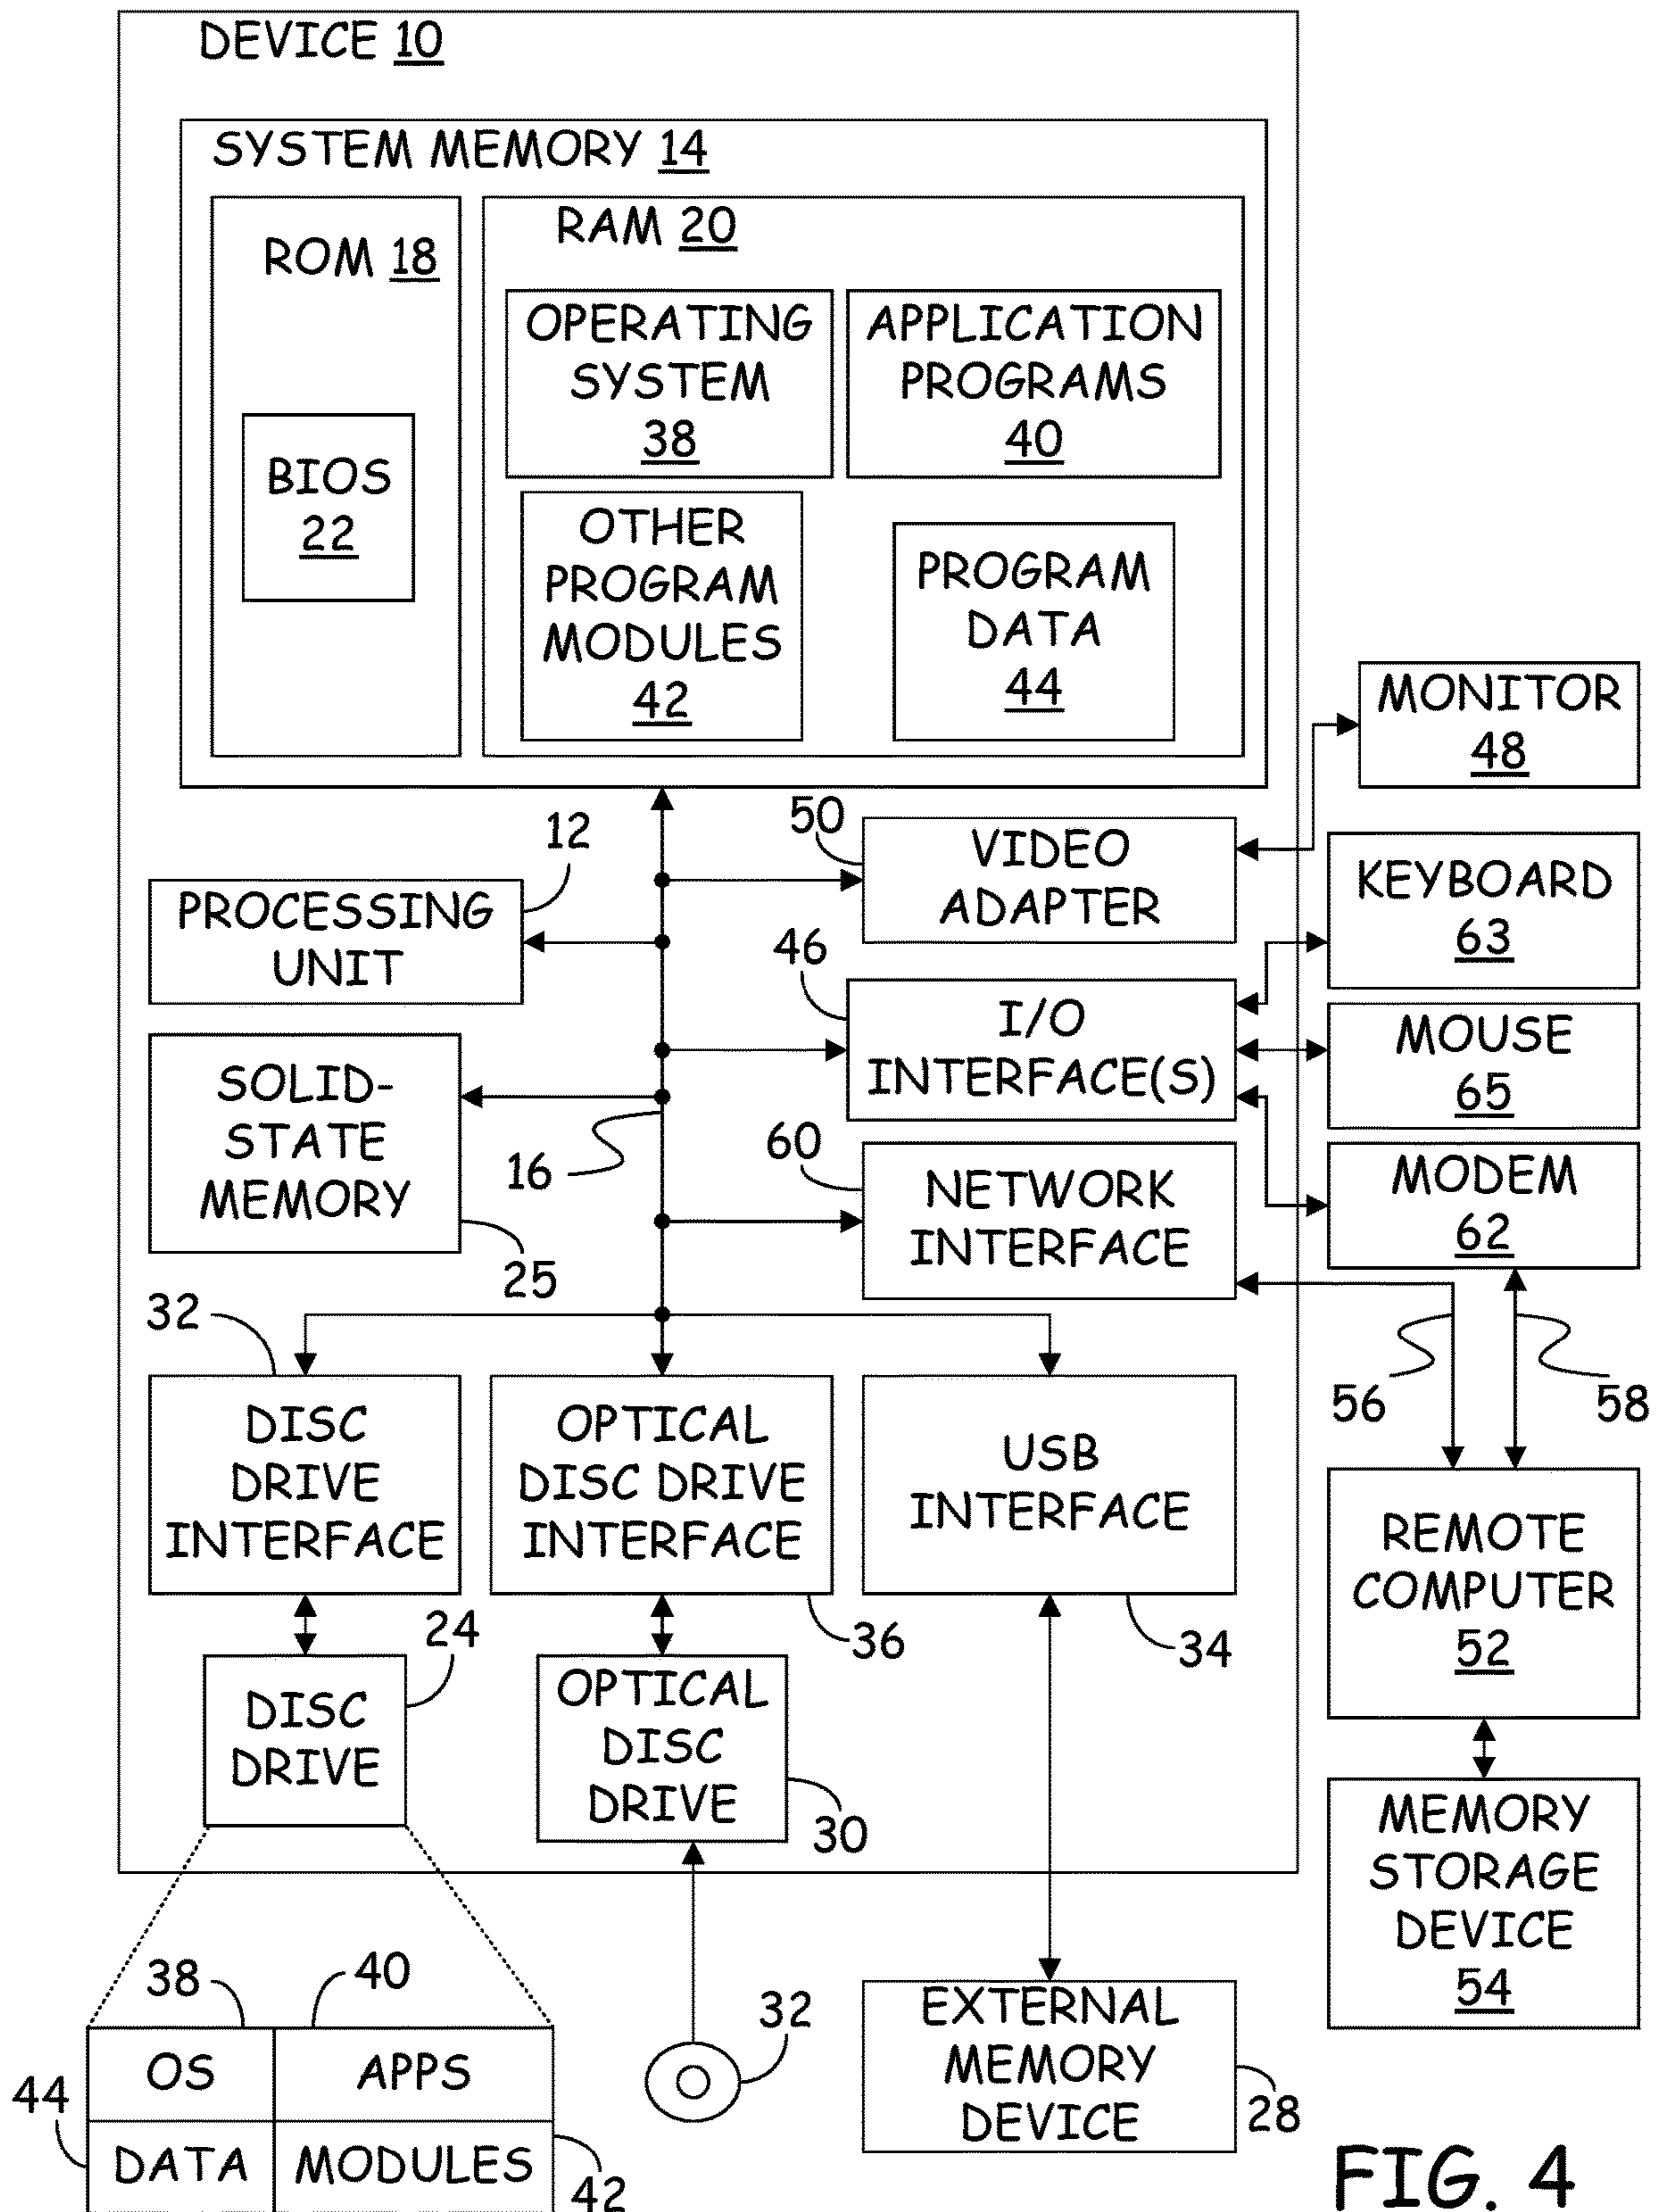 DEVICE 10
SYSTEM MEMORY 14
ROM 18
BIOS
22
RAM 20
OPERATING
SYSTEM
38
APPLICATION
PROGRAMS
40
OTHER
PROGRAM
MODULES
42
PROGRAM
DATA
44
MONITOR
48
12
PROCESSING
UNIT
50
VIDEO
ADAPTER
KEYBOARD
63
46
I/O
INTERFACE(S)
MOUSE
65
SOLID-
STATE
MEMORY
25
16
60
NETWORK
INTERFACE
MODEM
62
56
58
32
DISC
DRIVE
INTERFACE
OPTICAL
DISC DRIVE
INTERFACE
36
USB
INTERFACE
34
REMOTE
COMPUTER
52
24
DISC
DRIVE
OPTICAL
DISC
DRIVE
30
MEMORY
STORAGE
DEVICE
54
38
40
OS
APPS
44
DATA
MODULES
42
32
EXTERNAL
MEMORY
DEVICE
28
FIG. 4